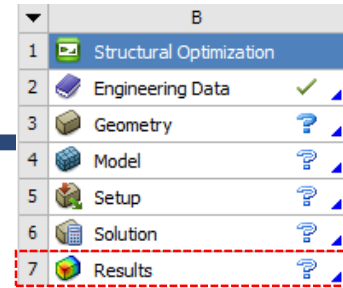 B
1 Structural Optimization
2 Engineering Data
3 Geometry ?
4 Model ?
5 Setup ?
6 Solution ?
7 Results ?